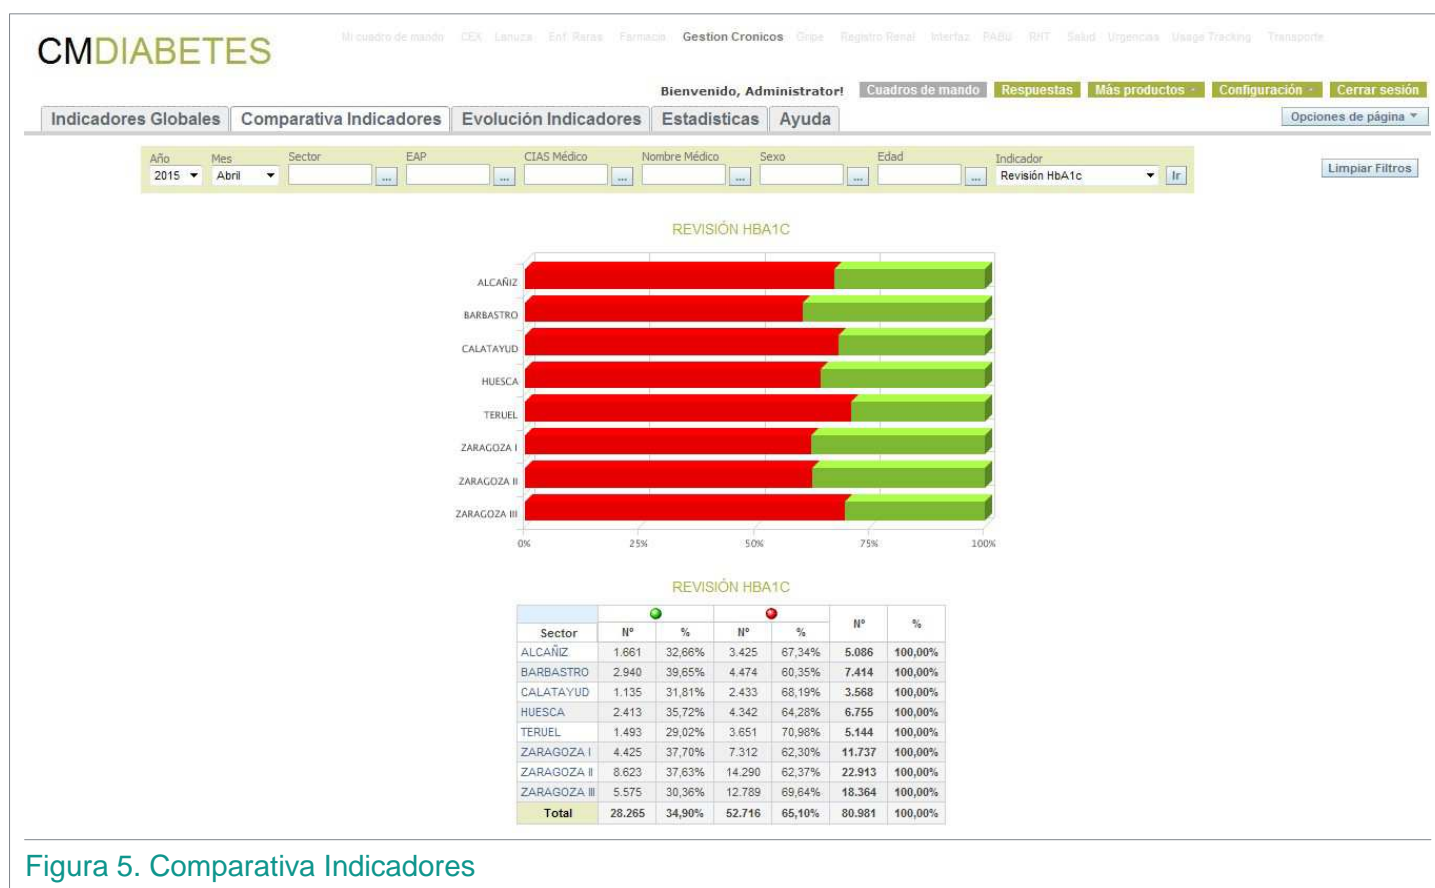 CMDIABETES
Mi cuadro de mando CEX Lanuza Enf. Raras Farmacia Gestion Cronicos Gripe Registro Renal Interfaz PABU RHT Salud Urgencias Usage Tracking Transporte
Bienvenido, Administrator! Cuadros de mando Respuestas Más productos Configuración Cerrar sesión
Indicadores Globales Comparativa Indicadores Evolución Indicadores Estadisticas Ayuda Opciones de página
Año Mes Sector EAP CIAS Médico Nombre Médico Sexo Edad Indicador
2015 Abril ... ... ... ... ... ... Revisión HbA1c Ir Limpiar Filtros
REVISIÓN HBA1C
ALCAÑIZ
BARBASTRO
CALATAYUD
HUESCA
TERUEL
ZARAGOZA I
ZARAGOZA II
ZARAGOZA III
0% 25% 50% 75% 100%
REVISIÓN HBA1C
Nº %
Sector Nº % Nº %
ALCAÑIZ 1.661 32,66% 3.425 67,34% 5.086 100,00%
BARBASTRO 2.940 39,65% 4.474 60,35% 7.414 100,00%
CALATAYUD 1.135 31,81% 2.433 68,19% 3.568 100,00%
HUESCA 2.413 35,72% 4.342 64,28% 6.755 100,00%
TERUEL 1.493 29,02% 3.651 70,98% 5.144 100,00%
ZARAGOZA I 4.425 37,70% 7.312 62,30% 11.737 100,00%
ZARAGOZA II 8.623 37,63% 14.290 62,37% 22.913 100,00%
ZARAGOZA III 5.575 30,36% 12.789 69,64% 18.364 100,00%
Total 28.265 34,90% 52.716 65,10% 80.981 100,00%
Figura 5. Comparativa Indicadores